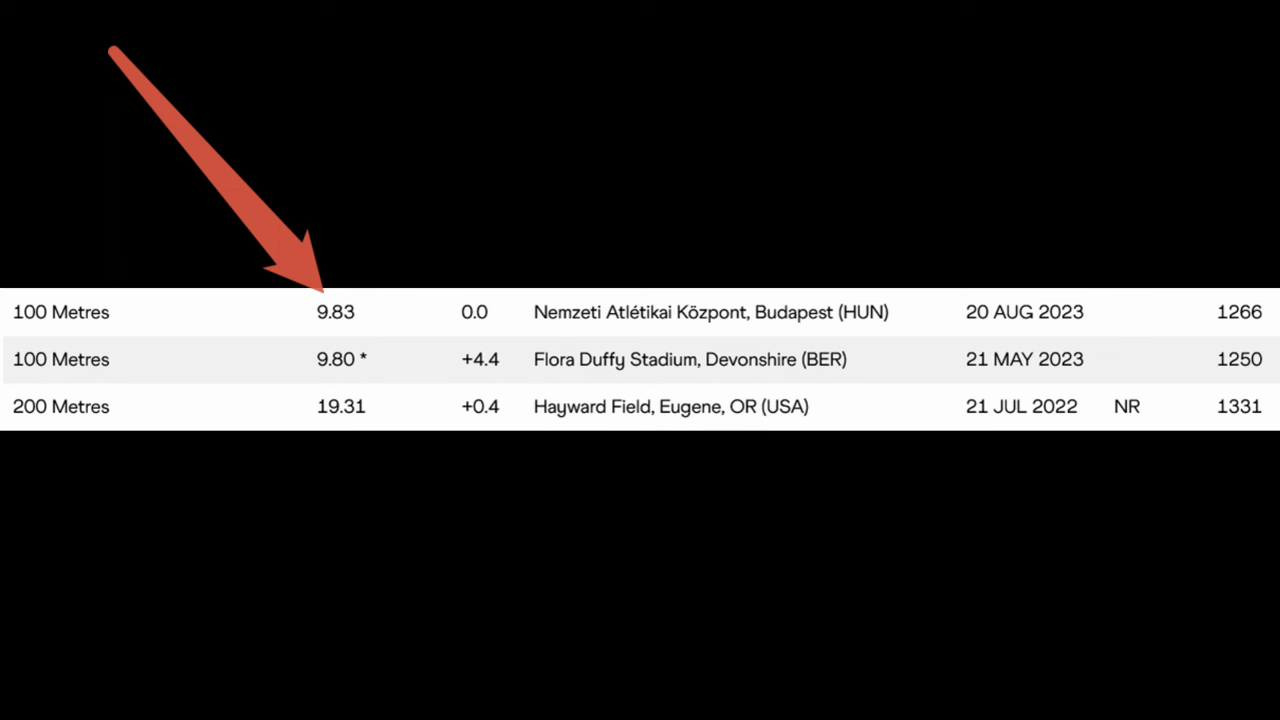 100 Metres 9.83 0.0 Nemzeti Atlétikai Központ, Budapest (HUN) 20 AUG 2023 1266
100 Metres 9.80 * +4.4 Flora Duffy Stadium, Devonshire (BER) 21 MAY 2023 1250
200 Metres 19.31 +0.4 Hayward Field, Eugene, OR (USA) 21 JUL 2022 NR 1331